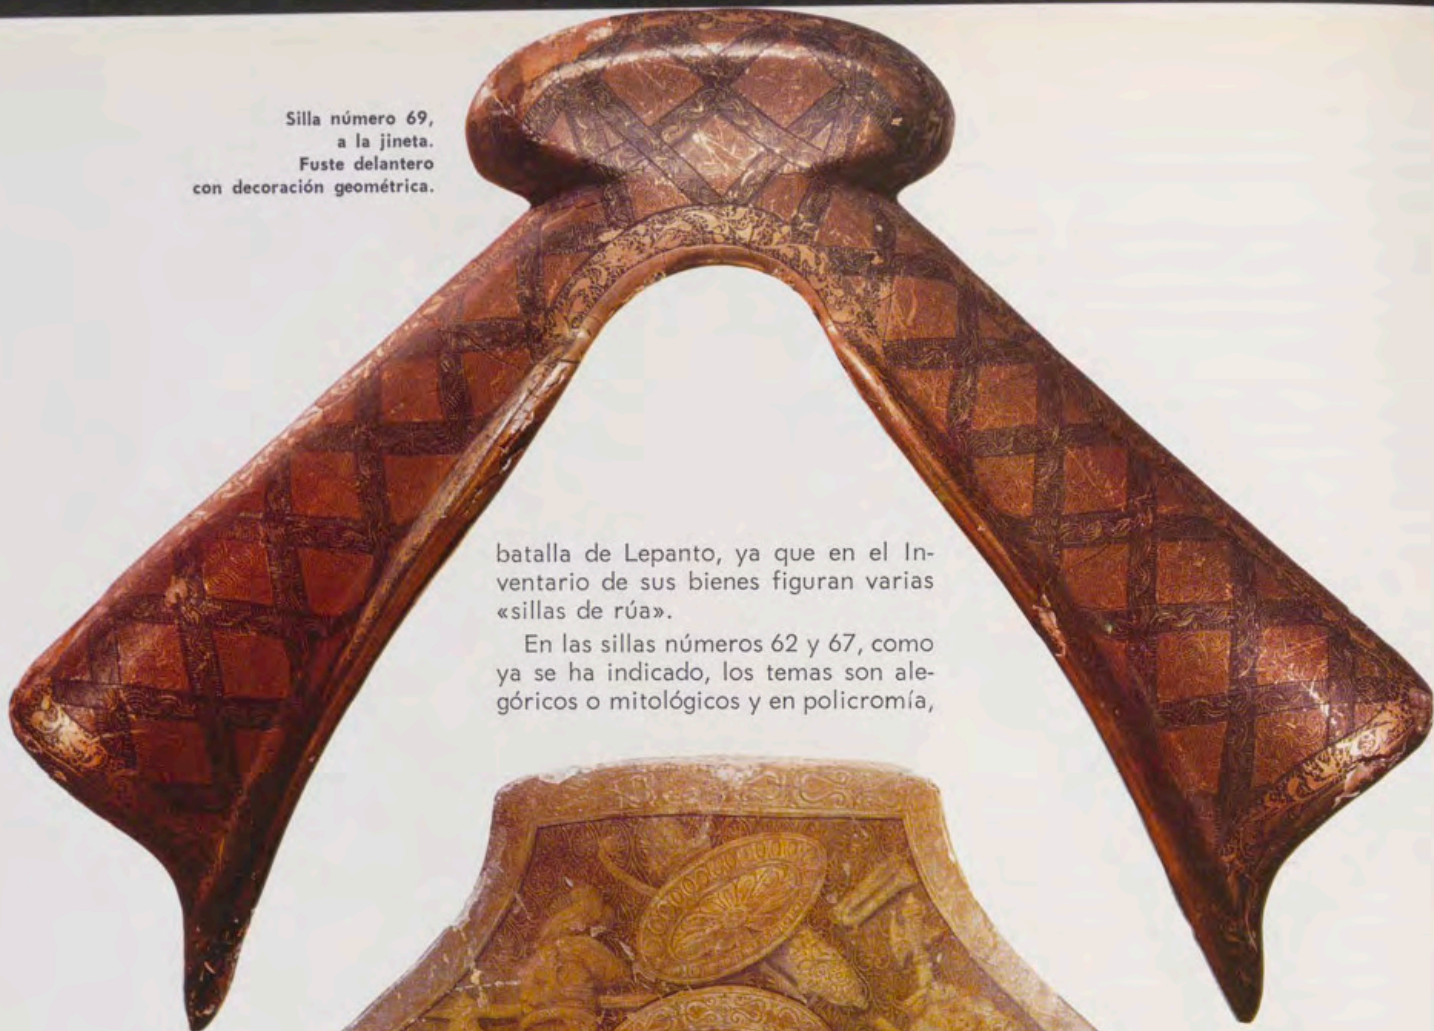 Silla número 69,
a la jineta.
Fuste delantero
con decoración geométrica.
batalla de Lepanto, ya que en el In-
ventario de sus bienes figuran varias
«sillas de rúa».
En las sillas números 62 y 67, como
ya se ha indicado, los temas son ale-
góricos o mitológicos y en policromía,